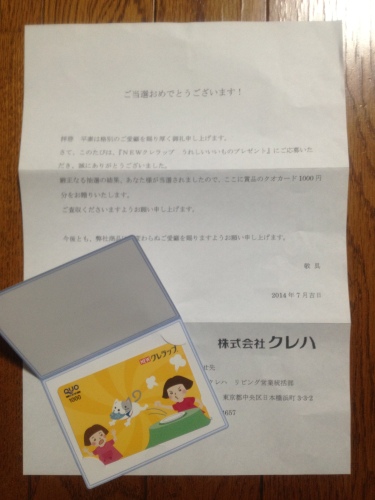 ご当選おめでとうございます！
拝啓　平素は格別のご愛顧を賜り厚く御礼申し上げます。
さて、このたびは、『NEWクレラップ　うれしいいいものプレゼント』にご応募いた
だき、誠にありがとうございました。
厳正なる抽選の結果、あなた様が当選されましたので、ここに賞品のクオカード1000円
分をお贈りいたします。
ご査収くださいますようお願い申し上げます。
今後とも、弊社商品に変わらぬご愛顧を賜りますようお願い申し上げます。
敬具
2014年7月吉日
株式会社クレハ
クレハ　リビング営業統括部
東京都中央区日本橋浜町3-3-2
3657
QUO
1000
NEW クレラップ